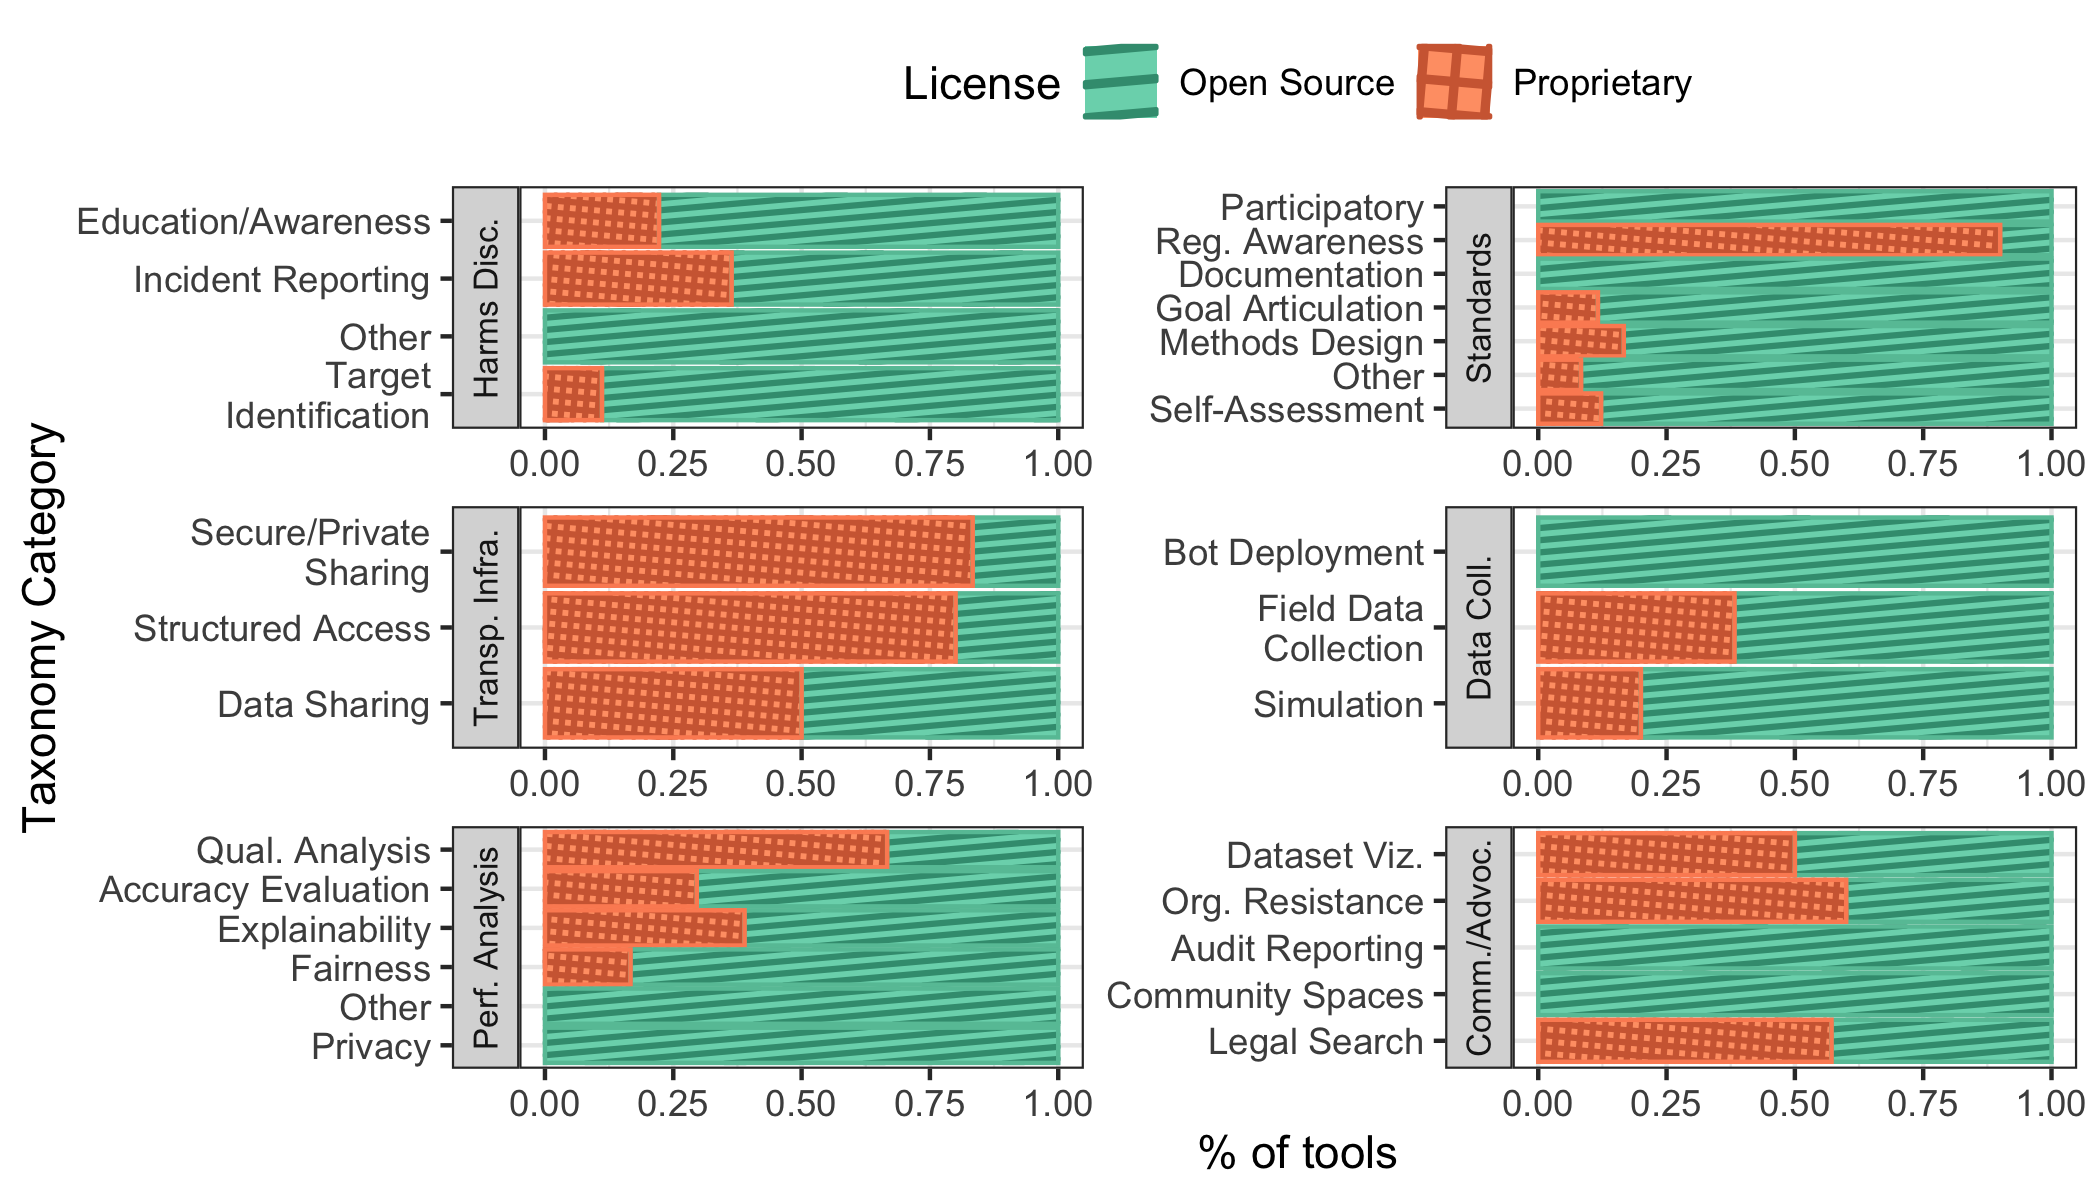 License Open Source Proprietary
Taxonomy Category
Education/Awareness
Incident Reporting
Other
Target
Identification
Harms Disc.
0.00 0.25 0.50 0.75 1.00
Participatory
Reg. Awareness
Documentation
Goal Articulation
Methods Design
Other
Self-Assessment
Standards
0.00 0.25 0.50 0.75 1.00
Secure/Private
Sharing
Structured Access
Data Sharing
Transp. Infra.
0.00 0.25 0.50 0.75 1.00
Bot Deployment
Field Data
Collection
Simulation
Data Coll.
0.00 0.25 0.50 0.75 1.00
Qual. Analysis
Accuracy Evaluation
Explainability
Fairness
Other
Privacy
Perf. Analysis
0.00 0.25 0.50 0.75 1.00
Dataset Viz.
Org. Resistance
Audit Reporting
Community Spaces
Legal Search
Comm./Advoc.
0.00 0.25 0.50 0.75 1.00
% of tools